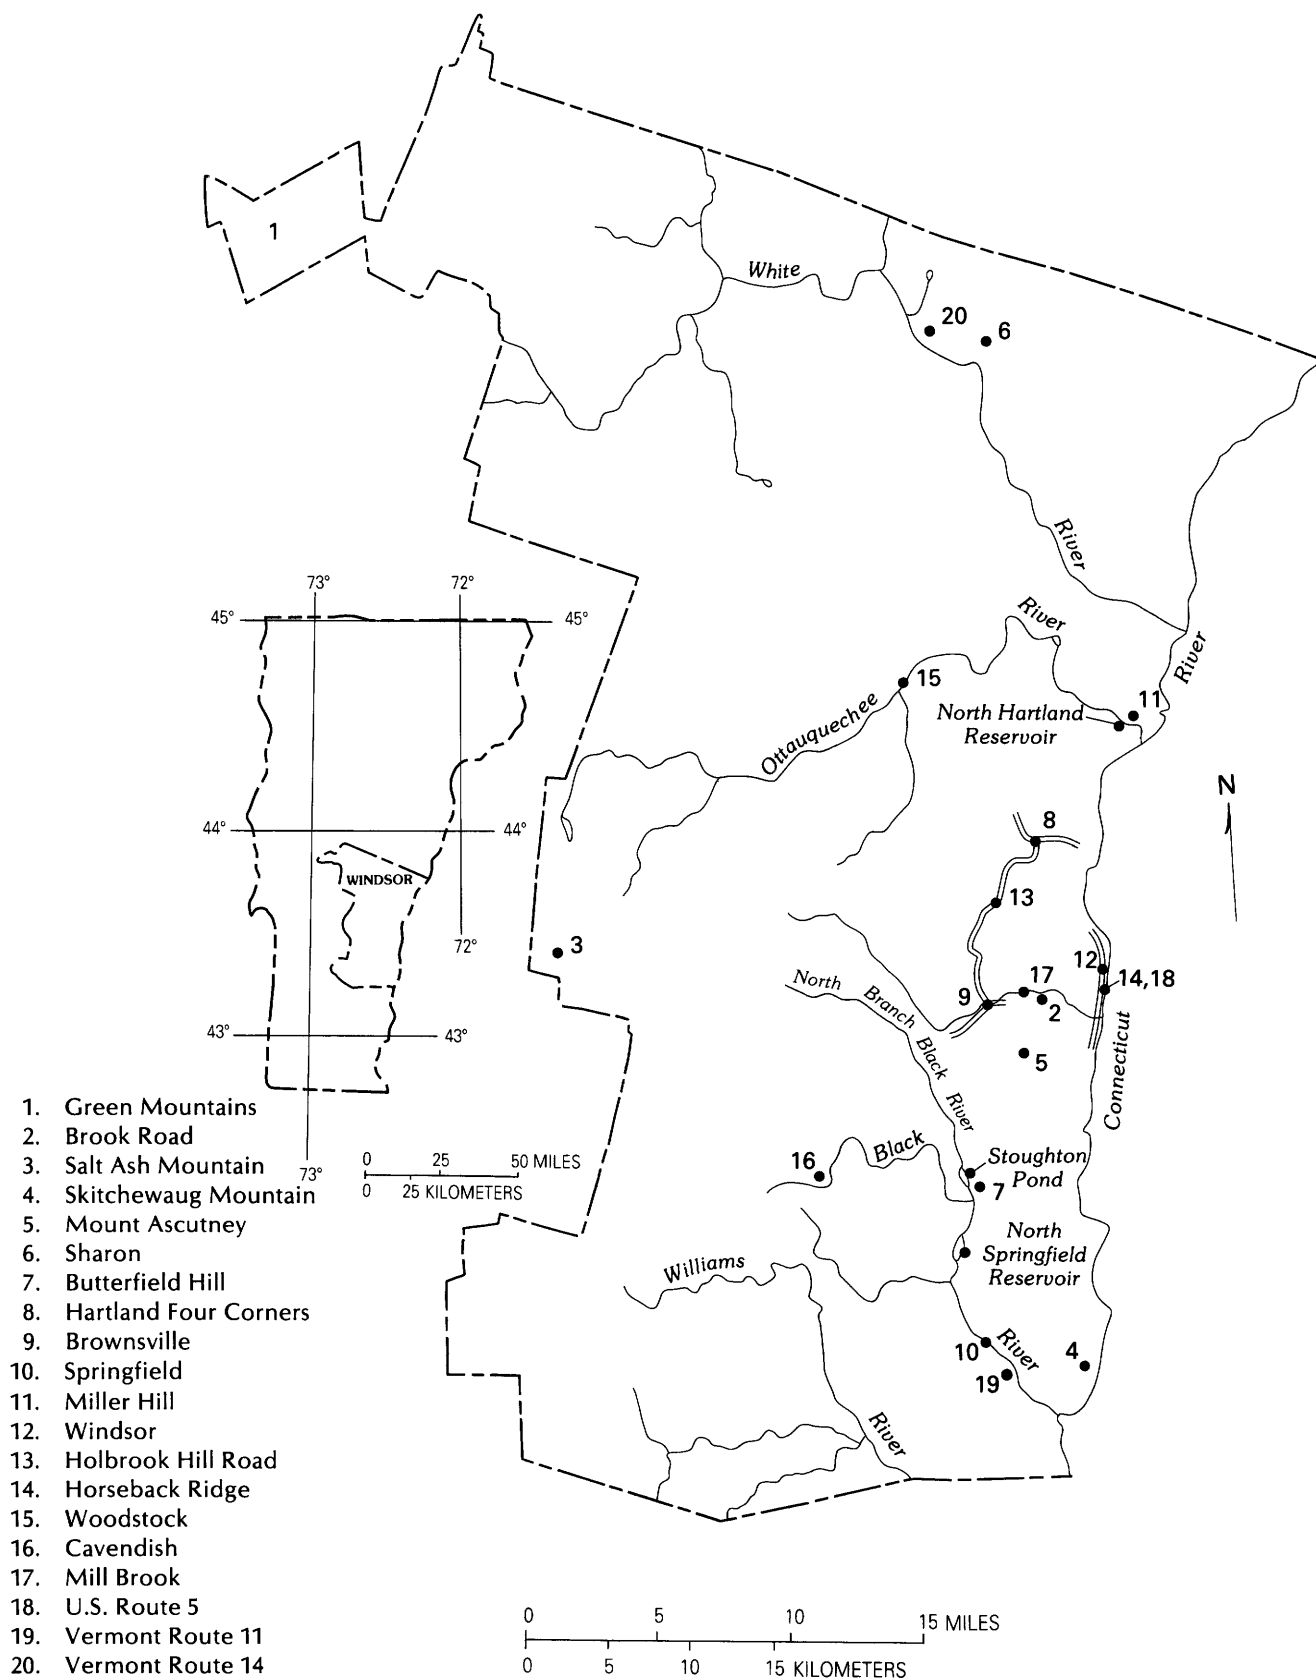 1
White
20
6
River
73°
72°
45°
45°
River
River
15
11
North Hartland
Reservoir
Ottauquechee
N
44°
44°
8
WINDSOR
13
3
72°
12
17
14,18
North Branch Black River
9
2
43°
43°
5
Connecticut
1. Green Mountains
2. Brook Road
3. Salt Ash Mountain
4. Skitchewaug Mountain
5. Mount Ascutney
6. Sharon
7. Butterfield Hill
8. Hartland Four Corners
9. Brownsville
10. Springfield
11. Miller Hill
12. Windsor
13. Holbrook Hill Road
14. Horseback Ridge
15. Woodstock
16. Cavendish
17. Mill Brook
18. U.S. Route 5
19. Vermont Route 11
20. Vermont Route 14
73°
0 25 50 MILES
0 25 KILOMETERS
16
Black
Stoughton
Pond
7
North
Springfield
Reservoir
Williams
10
River
4
19
River
0 5 10 15 MILES
0 5 10 15 KILOMETERS